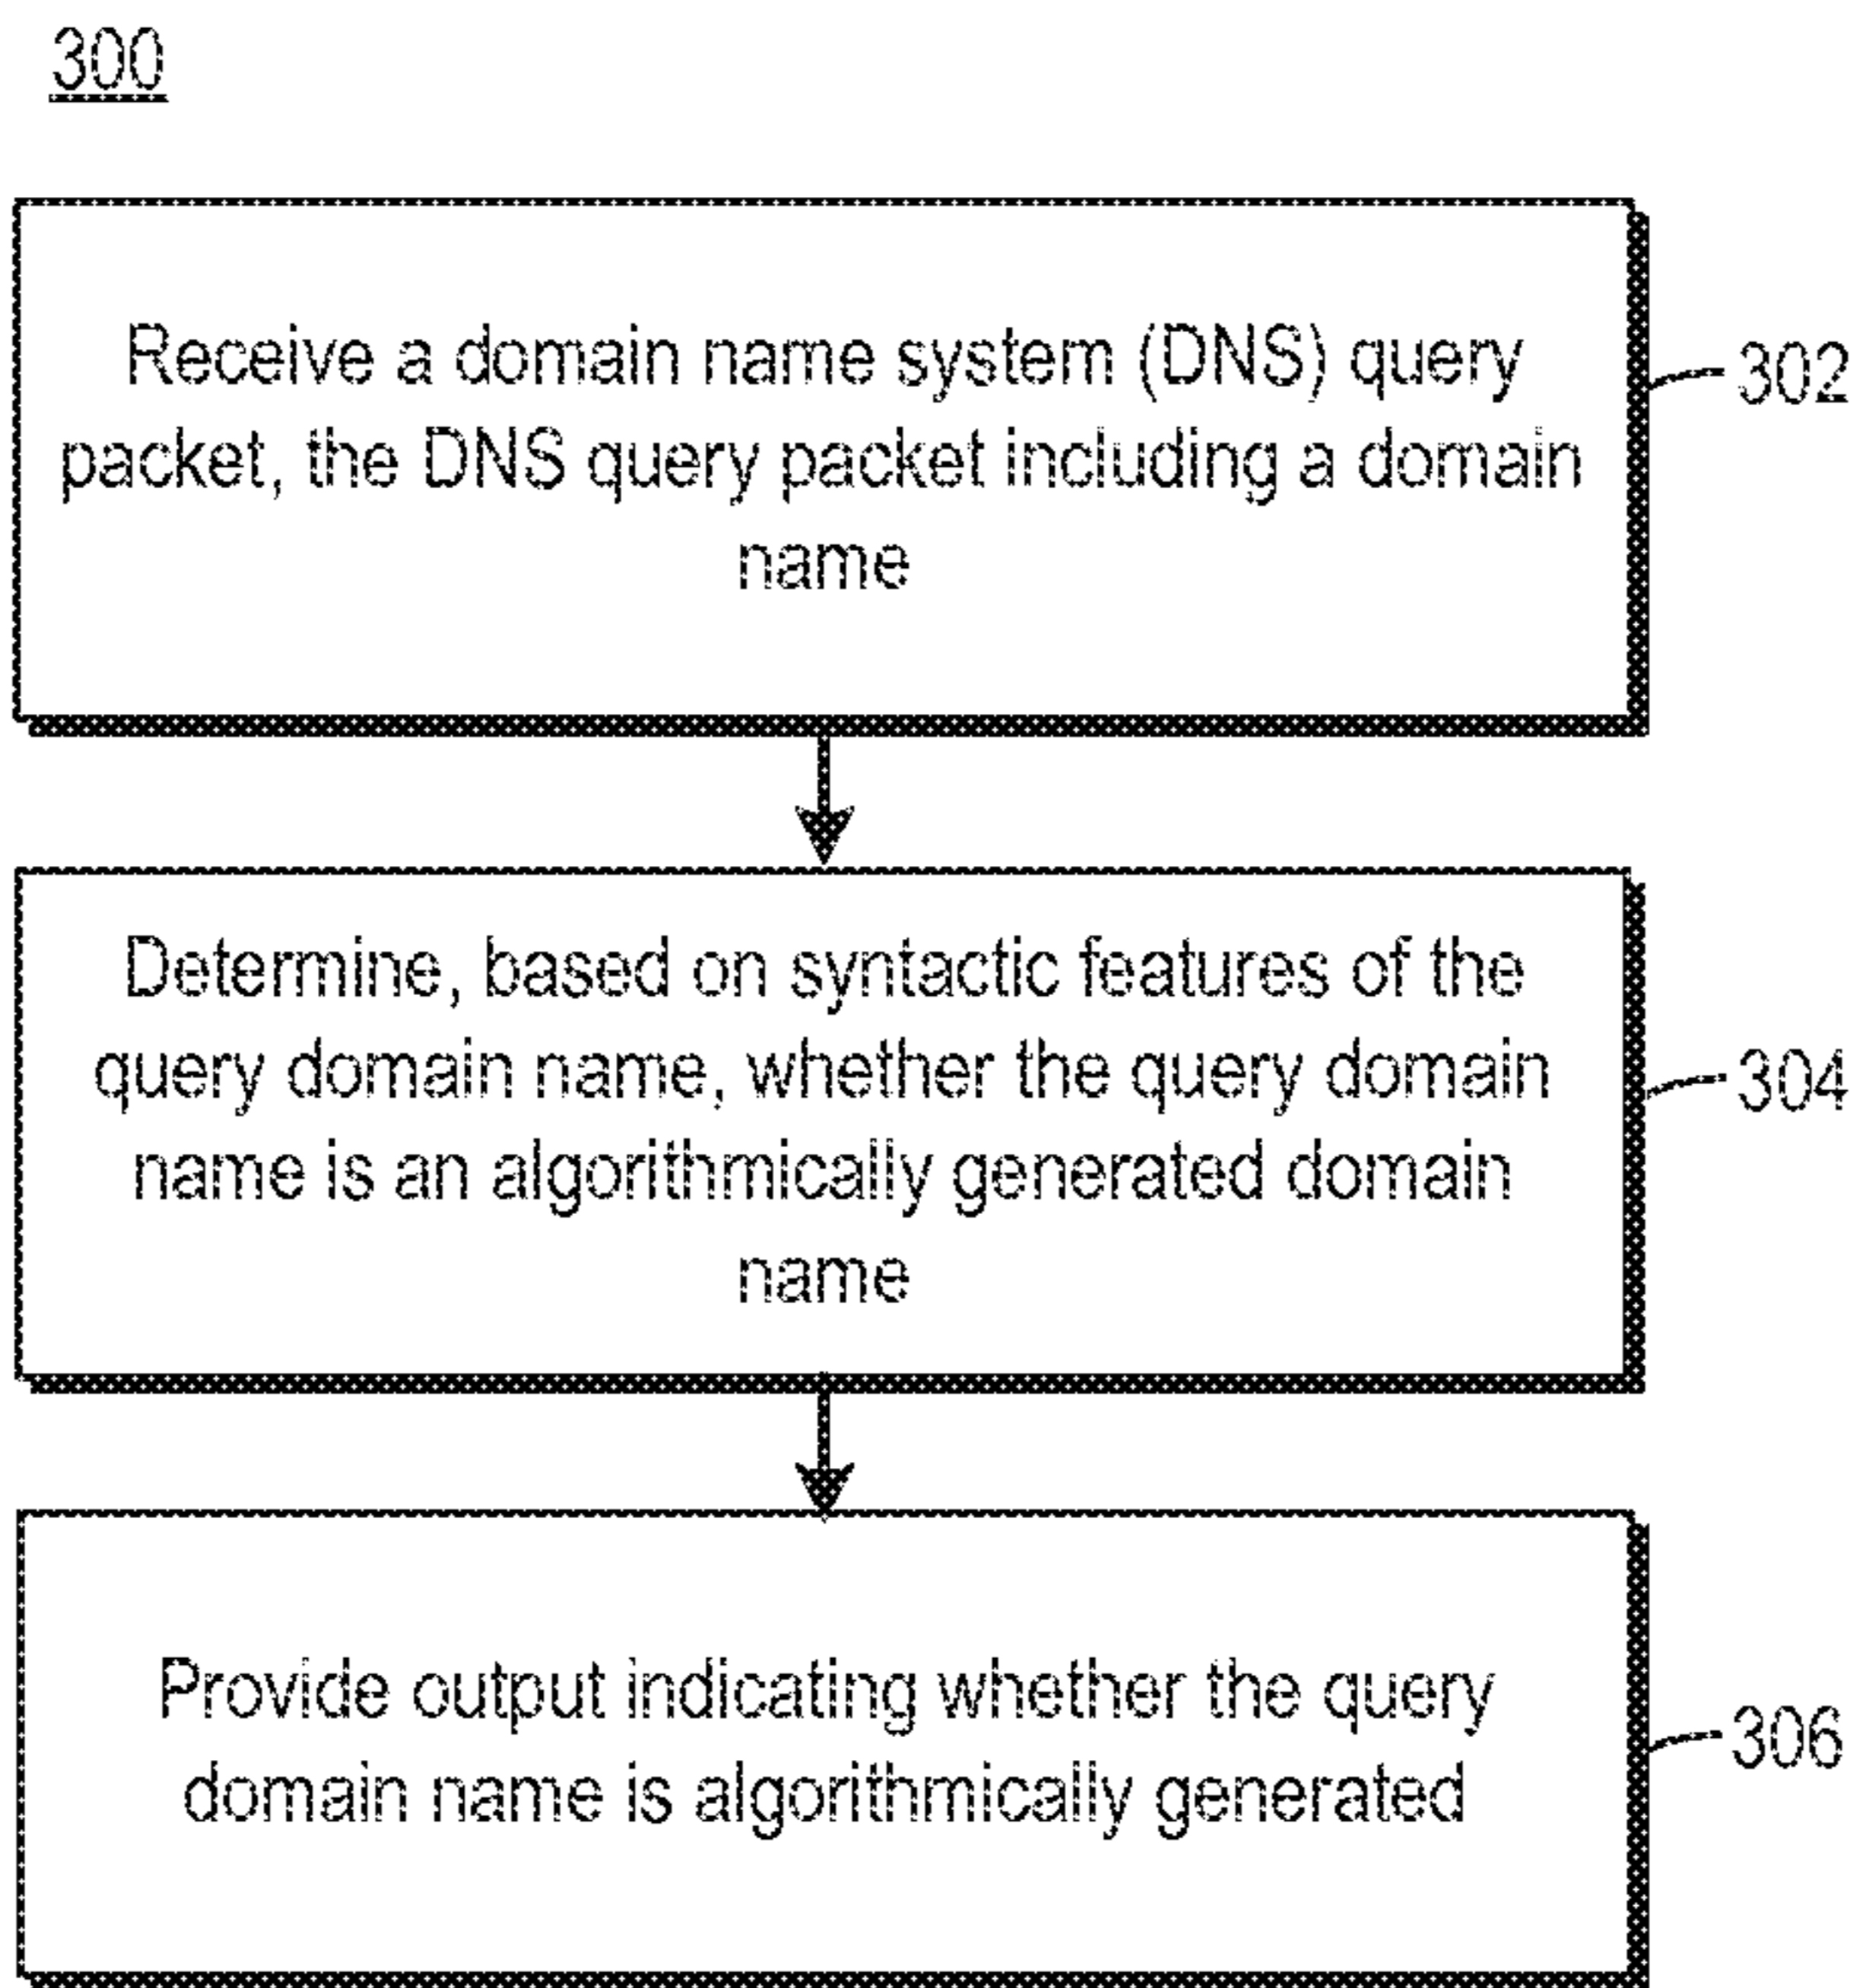 300
Receive a domain name system (DNS) query
packet, the DNS query packet including a domain
name
302
Determine, based on syntactic features of the
query domain name, whether the query domain
name is an algorithmically generated domain
name
304
Provide output indicating whether the query
domain name is algorithmically generated
306